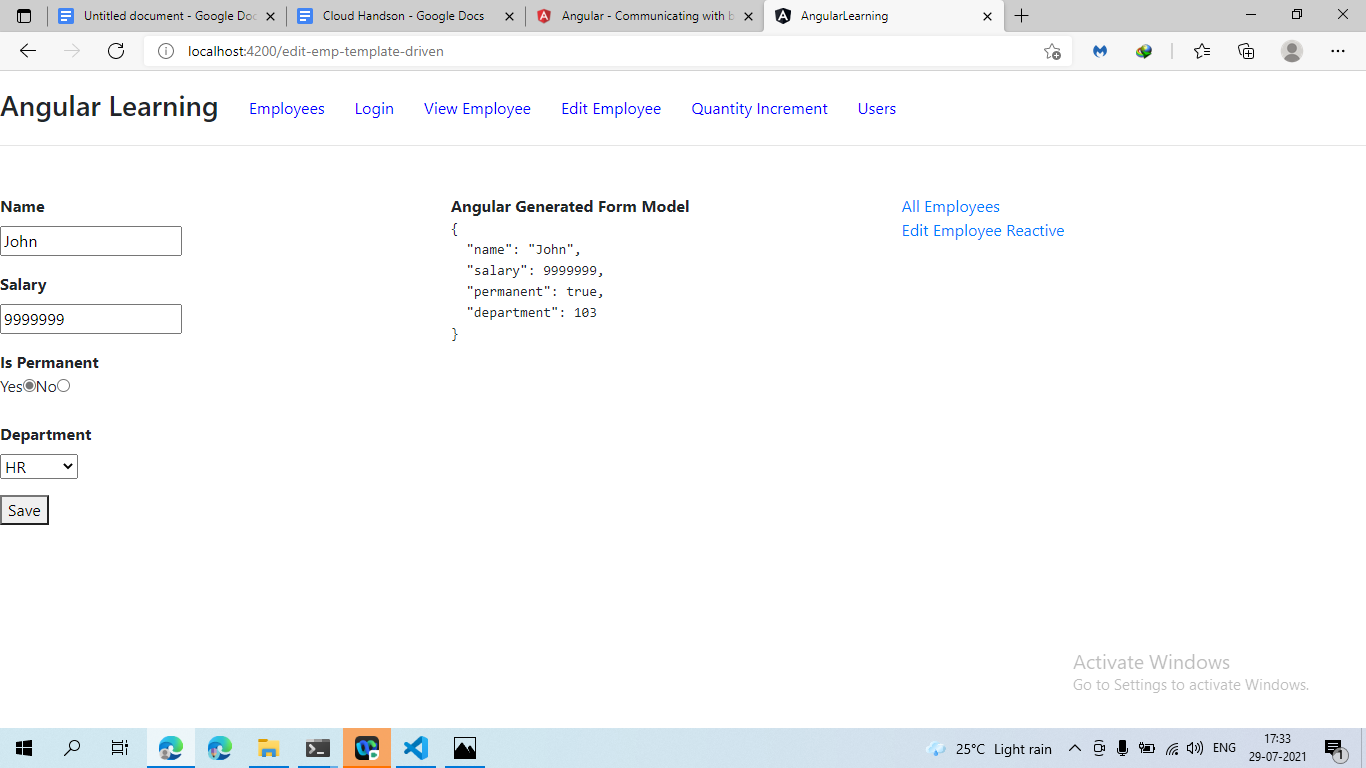 Untitled document - Google Doc
Cloud Handson - Google Docs
Angular - Communicating with b
AngularLearning
localhost:4200/edit-emp-template-driven
Angular Learning
Employees
Login
View Employee
Edit Employee
Quantity Increment
Users
Name
John
Salary
9999999
Is Permanent
Yes No
Department
HR
Save
Angular Generated Form Model
{
"name": "John",
"salary": 9999999,
"permanent": true,
"department": 103
}
All Employees
Edit Employee Reactive
Activate Windows
Go to Settings to activate Windows.
25°C Light rain
ENG
17:33
29-07-2021
1